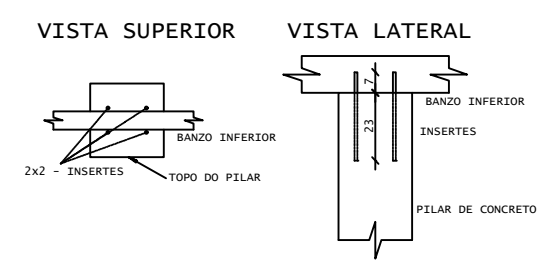 VISTA SUPERIOR
VISTA LATERAL
BANZO INFERIOR
2x2 - INSERTES
TOPO DO PILAR
7
23
BANZO INFERIOR
INSERTES
PILAR DE CONCRETO